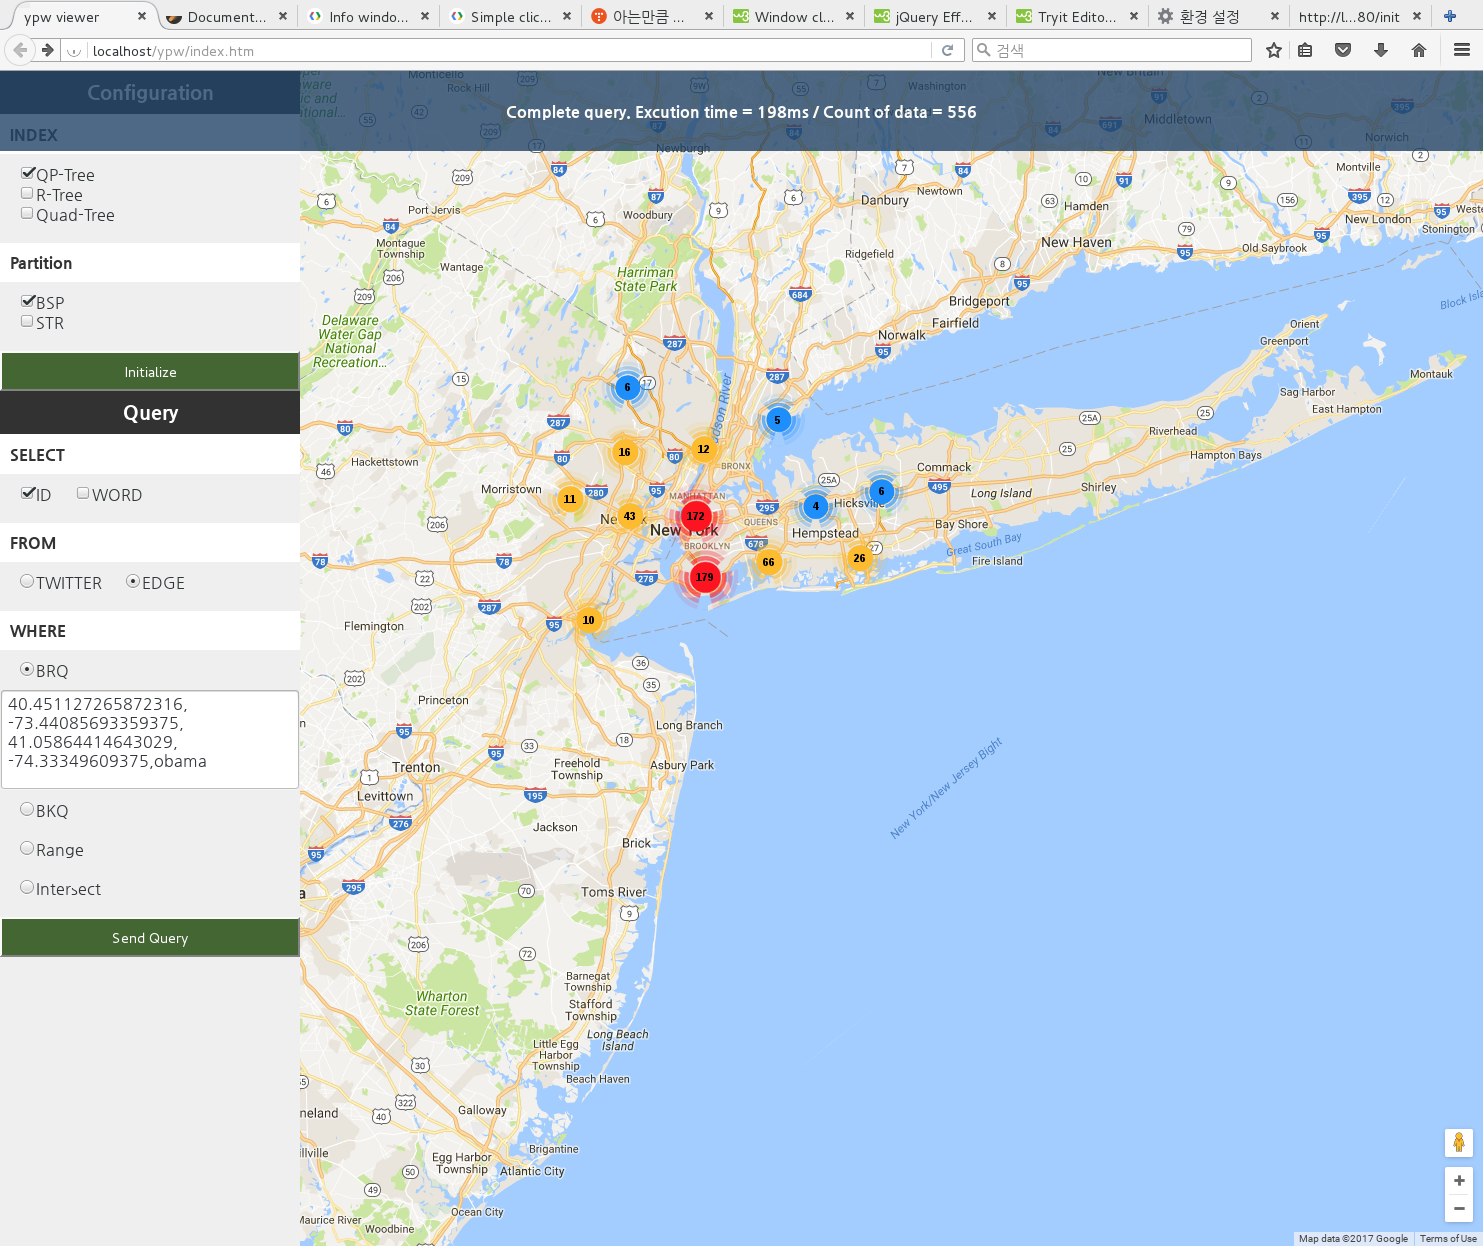 ypw viewer
Document...
Info windo...
Simple clic...
아는만큼 ...
Window cl...
jQuery Eff...
Tryit Edito...
환경 설정
http://l...80/init
localhost/ypw/index.htm
검색
Configuration
INDEX
QP-Tree
R-Tree
Quad-Tree
Partition
BSP
STR
Initialize
Query
SELECT
ID WORD
FROM
TWITTER EDGE
WHERE
BRQ
40.451127265872316,
-73.44085693359375,
41.05864414643029,
-74.33349609375,obama
BKQ
Range
Intersect
Send Query
Complete query. Excution time = 198ms / Count of data = 556
Monticello
Rock Hill
Washington
New Britain
Middletown
Norwich
Newburgh
Montville
Port Jervis
Woodbury
Danbury
Newtown
Hamden
New London
Stonington
Old Saybrook
New Haven
Montague
Township
Wantage
Ridgefield
Harriman
State Park
Bridgeport
Fairfield
Norwalk
Block Isl
Delaware
Water Gap
National
Recreation...
Orient
Greenport
Montauk
Sag Harbor
East Hampton
Riverhead
Hampton Bays
6
5
16
12
11
43
172
4
6
66
26
179
10
Hackettstown
Morristown
BRONX
MANHATTAN
QUEENS
New York
BROOKLYN
Commack
Hicksville
Long Island
Shirley
Hempstead
Bay Shore
Great South Bay
Fire Island
Flemington
Princeton
Long Branch
Asbury Park
Trenton
Freehold
Township
Levittown
Jackson
Brick
New York/New Jersey Bight
Toms River
Barnegat
Township
Stafford
Township
Wharton
State Forest
Long Beach
Island
Little Egg
Harbor
Township
Beach Haven
Galloway
Brigantine
Egg Harbor
Township
Atlantic City
Ocean City
Maurice River
Woodbine
Map data ©2017 Google
Terms of Use